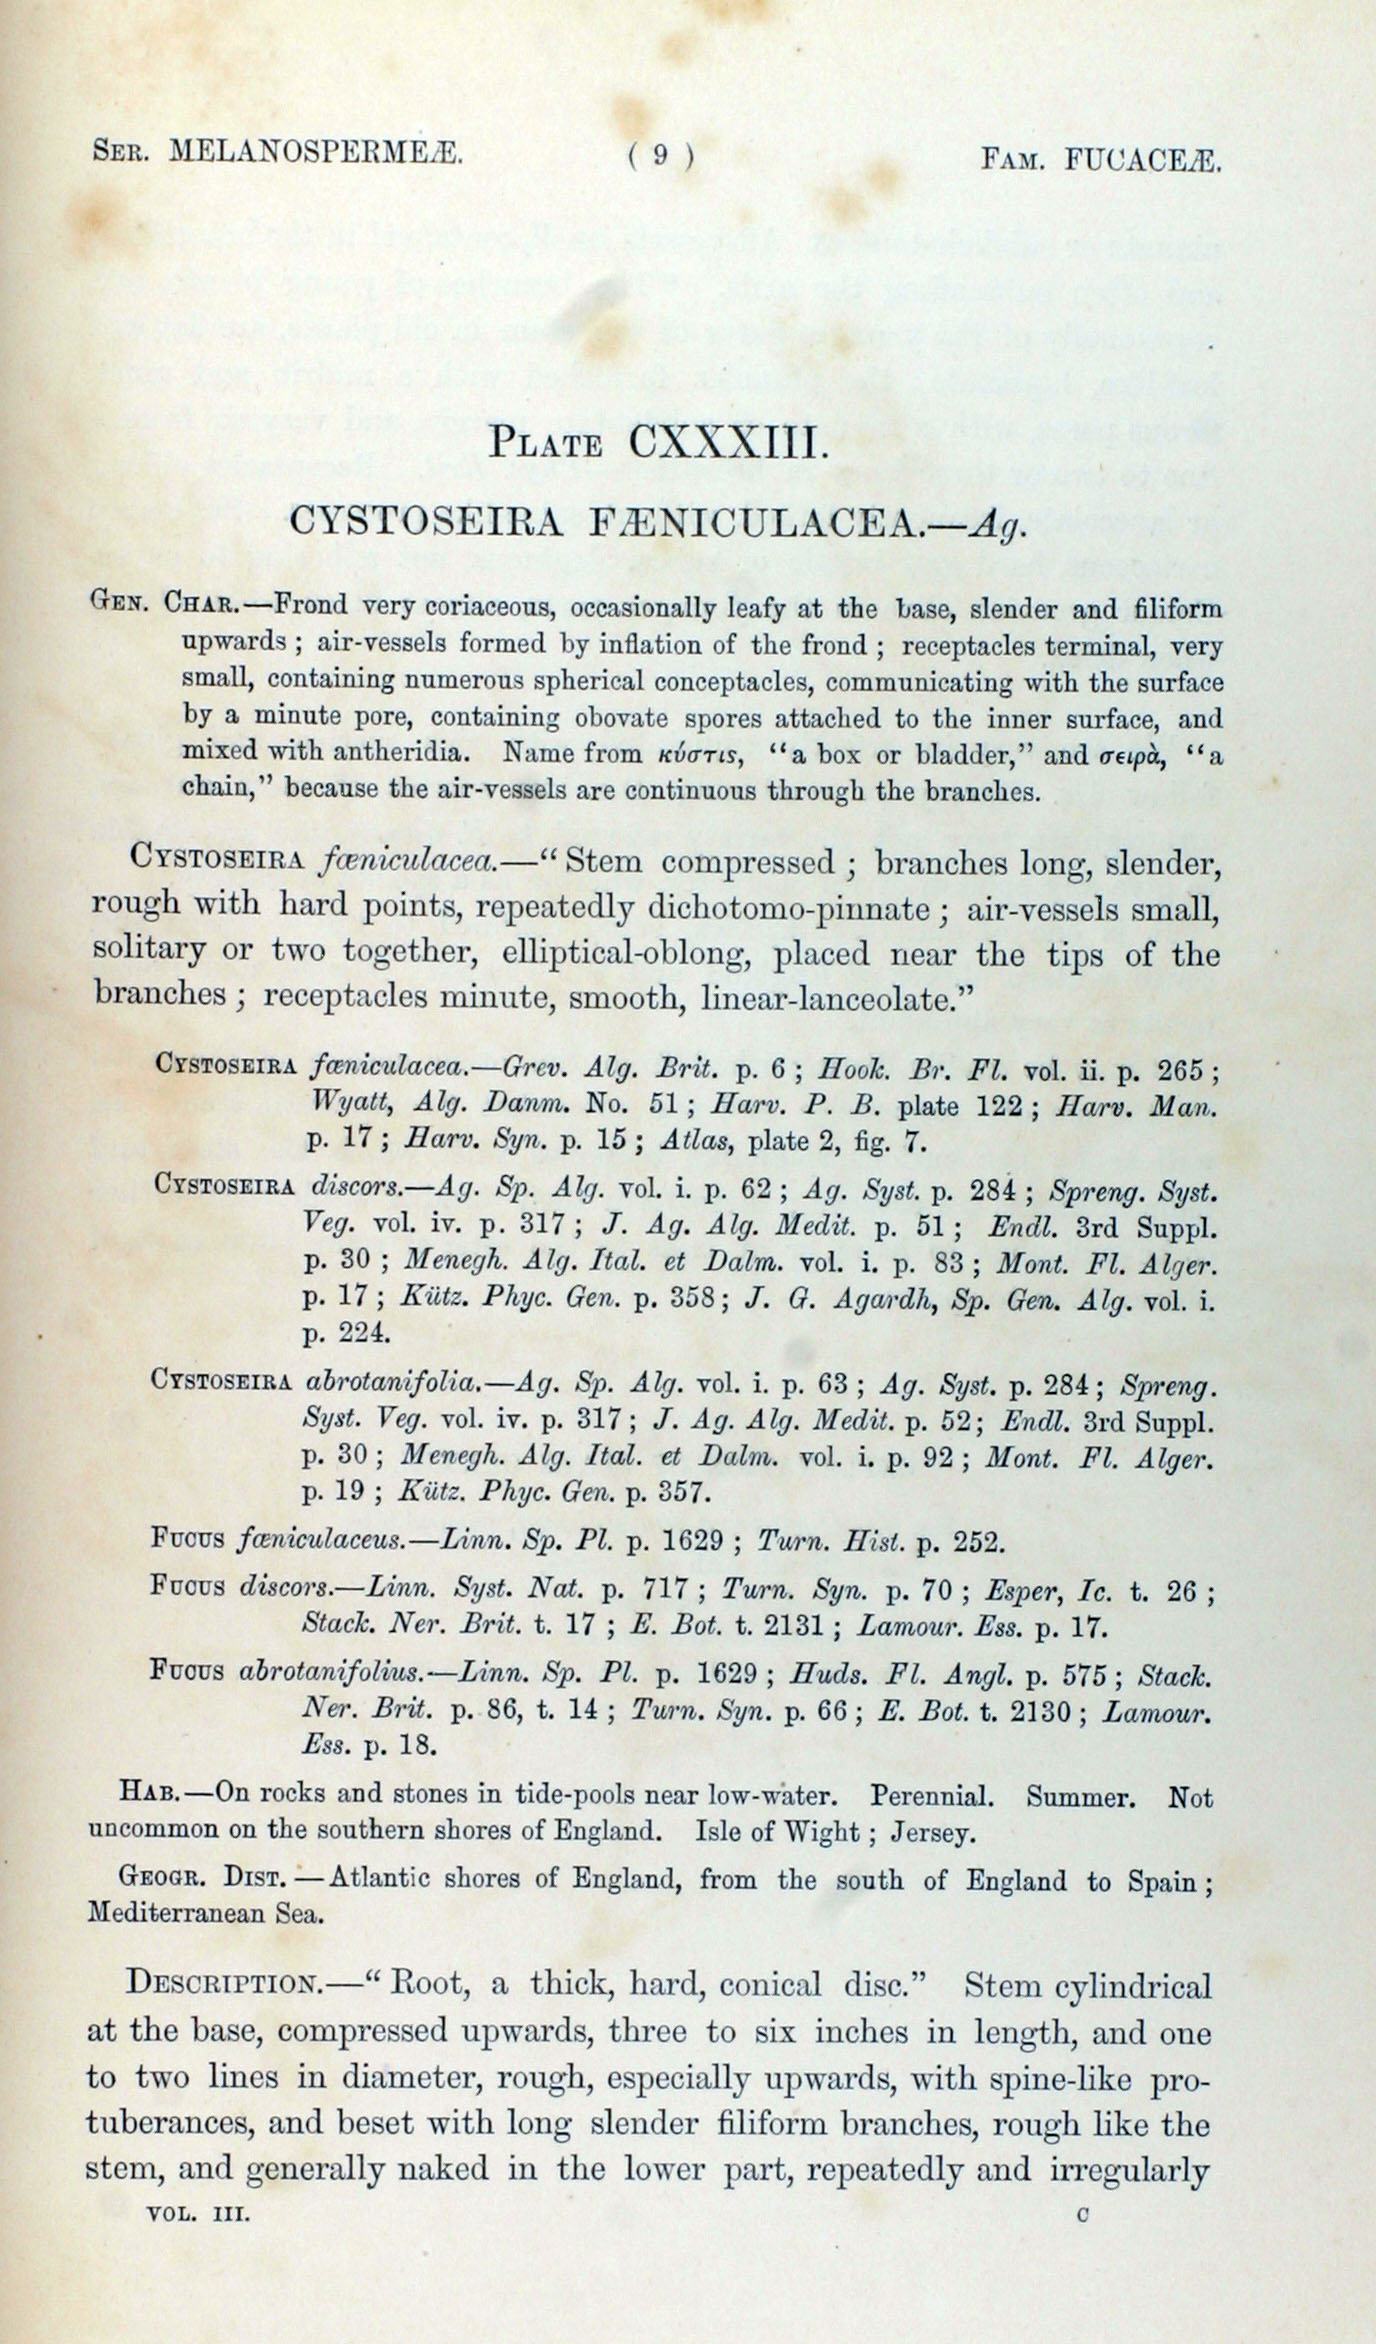 SER. MELANOSPERMEÆ. ( 9 ) FAM. FUCACEÆ.
PLATE CXXXIII.
CYSTOSEIRA FÆNICULACEA.—Ag.
GEN. CHAR.—Frond very coriaceous, occasionally leafy at the base, slender and filiform
upwards ; air-vessels formed by inflation of the frond ; receptacles terminal, very
small, containing numerous spherical conceptacles, communicating with the surface
by a minute pore, containing obovate spores attached to the inner surface, and
mixed with antheridia. Name from κύστις, “a box or bladder,” and σειρὰ, “a
chain,” because the air-vessels are continuous through the branches.
CYSTOSEIRA fœniculacea.—“ Stem compressed ; branches long, slender,
rough with hard points, repeatedly dichotomo-pinnate ; air-vessels small,
solitary or two together, elliptical-oblong, placed near the tips of the
branches ; receptacles minute, smooth, linear-lanceolate.”
CYSTOSEIRA fœniculacea.—Grev. Alg. Brit. p. 6 ; Hook. Br. Fl. vol. ii. p. 265 ;
Wyatt, Alg. Danm. No. 51 ; Harv. P. B. plate 122 ; Harv. Man.
p. 17 ; Harv. Syn. p. 15 ; Atlas, plate 2, fig. 7.
CYSTOSEIRA discors.—Ag. Sp. Alg. vol. i. p. 62 ; Ag. Syst. p. 284 ; Spreng. Syst.
Veg. vol. iv. p. 317 ; J. Ag. Alg. Medit. p. 51 ; Endl. 3rd Suppl.
p. 30 ; Menegh. Alg. Ital. et Dalm. vol. i. p. 83 ; Mont. Fl. Alger.
p. 17 ; Kütz. Phyc. Gen. p. 358 ; J. G. Agardh, Sp. Gen. Alg. vol. i.
p. 224.
CYSTOSEIRA abrotanifolia.—Ag. Sp. Alg. vol. i. p. 63 ; Ag. Syst. p. 284 ; Spreng.
Syst. Veg. vol. iv. p. 317 ; J. Ag. Alg. Medit. p. 52 ; Endl. 3rd Suppl.
p. 30 ; Menegh. Alg. Ital. et Dalm. vol. i. p. 92 ; Mont. Fl. Alger.
p. 19 ; Kütz. Phyc. Gen. p. 357.
FUCUS fœniculaceus.—Linn. Sp. Pl. p. 1629 ; Turn. Hist. p. 252.
FUCUS discors.—Linn. Syst. Nat. p. 717 ; Turn. Syn. p. 70 ; Esper, Ic. t. 26 ;
Stack. Ner. Brit. t. 17 ; E. Bot. t. 2131 ; Lamour. Ess. p. 17.
FUCUS abrotanifolius.—Linn. Sp. Pl. p. 1629 ; Huds. Fl. Angl. p. 575 ; Stack.
Ner. Brit. p. 86, t. 14 ; Turn. Syn. p. 66 ; E. Bot. t. 2130 ; Lamour.
Ess. p. 18.
HAB.—On rocks and stones in tide-pools near low-water. Perennial. Summer. Not
uncommon on the southern shores of England. Isle of Wight ; Jersey.
GEOGR. DIST.—Atlantic shores of England, from the south of England to Spain ;
Mediterranean Sea.
DESCRIPTION.—“ Root, a thick, hard, conical disc.” Stem cylindrical
at the base, compressed upwards, three to six inches in length, and one
to two lines in diameter, rough, especially upwards, with spine-like pro-
tuberances, and beset with long slender filiform branches, rough like the
stem, and generally naked in the lower part, repeatedly and irregularly
VOL. III. C